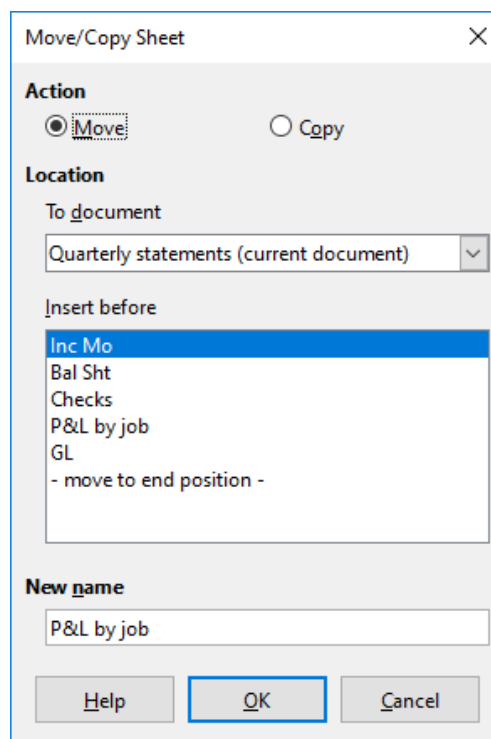 Move/Copy Sheet
Action
Move Copy
Location
To document
Quarterly statements (current document)
Insert before
Inc Mo
Bal Sht
Checks
P&L by job
GL
- move to end position -
New name
P&L by job
Help OK Cancel